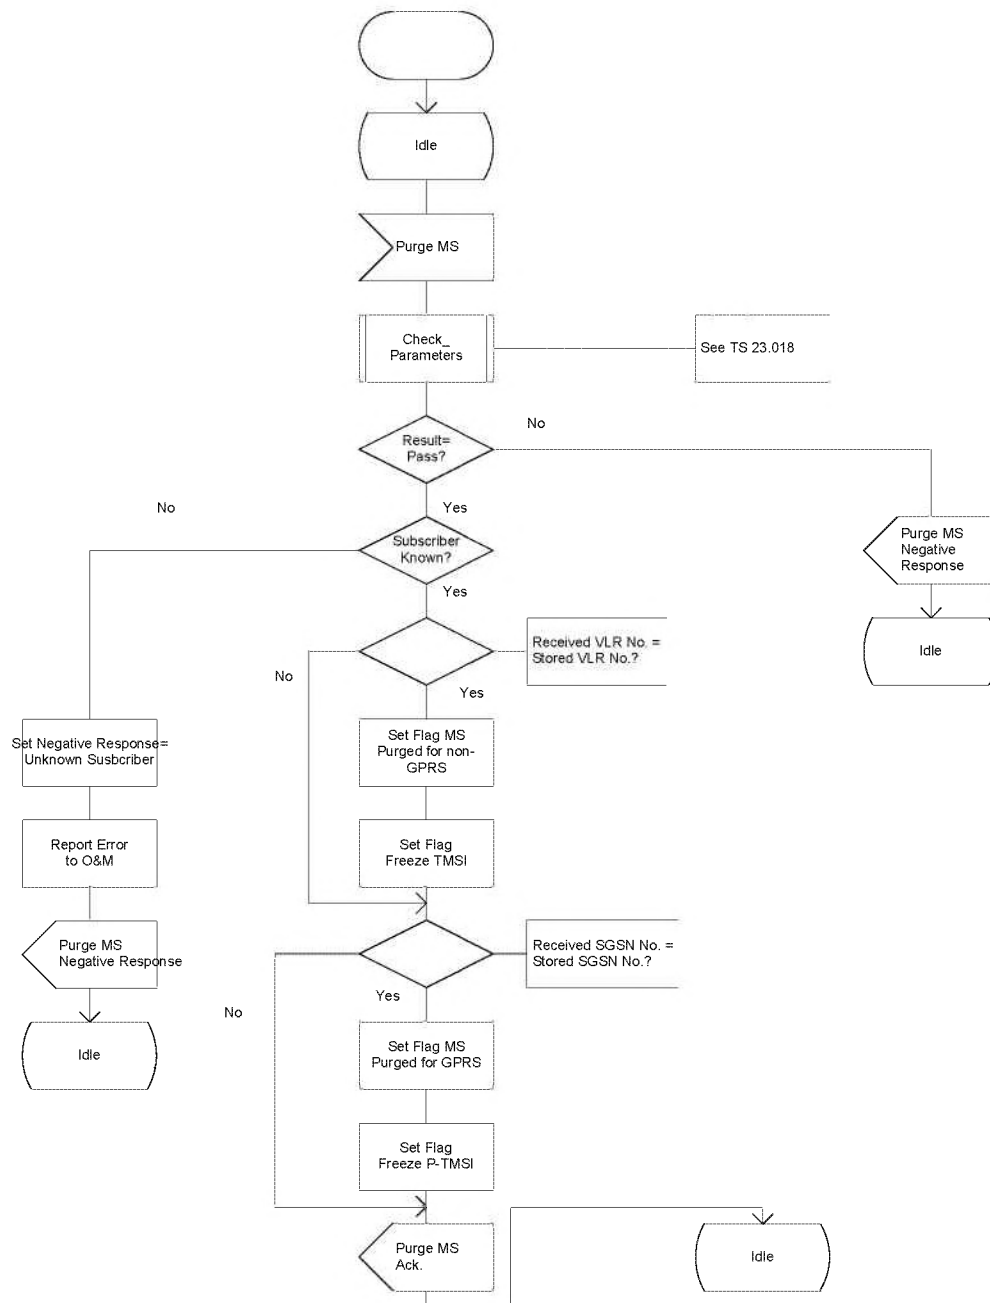 Idle
Purge MS
Check_
Parameters
See TS 23.018
Result=
Pass?
No
Yes
No
Subscriber
Known?
Purge MS
Negative
Response
Yes
Received VLR No. =
Stored VLR No.?
Idle
No
Yes
Set Negative Response=
Unknown Susbcriber
Set Flag MS
Purged for non-
GPRS
Report Error
to O&M
Set Flag
Freeze TMSI
Purge MS
Negative Response
Received SGSN No. =
Stored SGSN No.?
Yes
No
Idle
Set Flag MS
Purged for GPRS
Set Flag
Freeze P-TMSI
Purge MS
Ack.
Idle